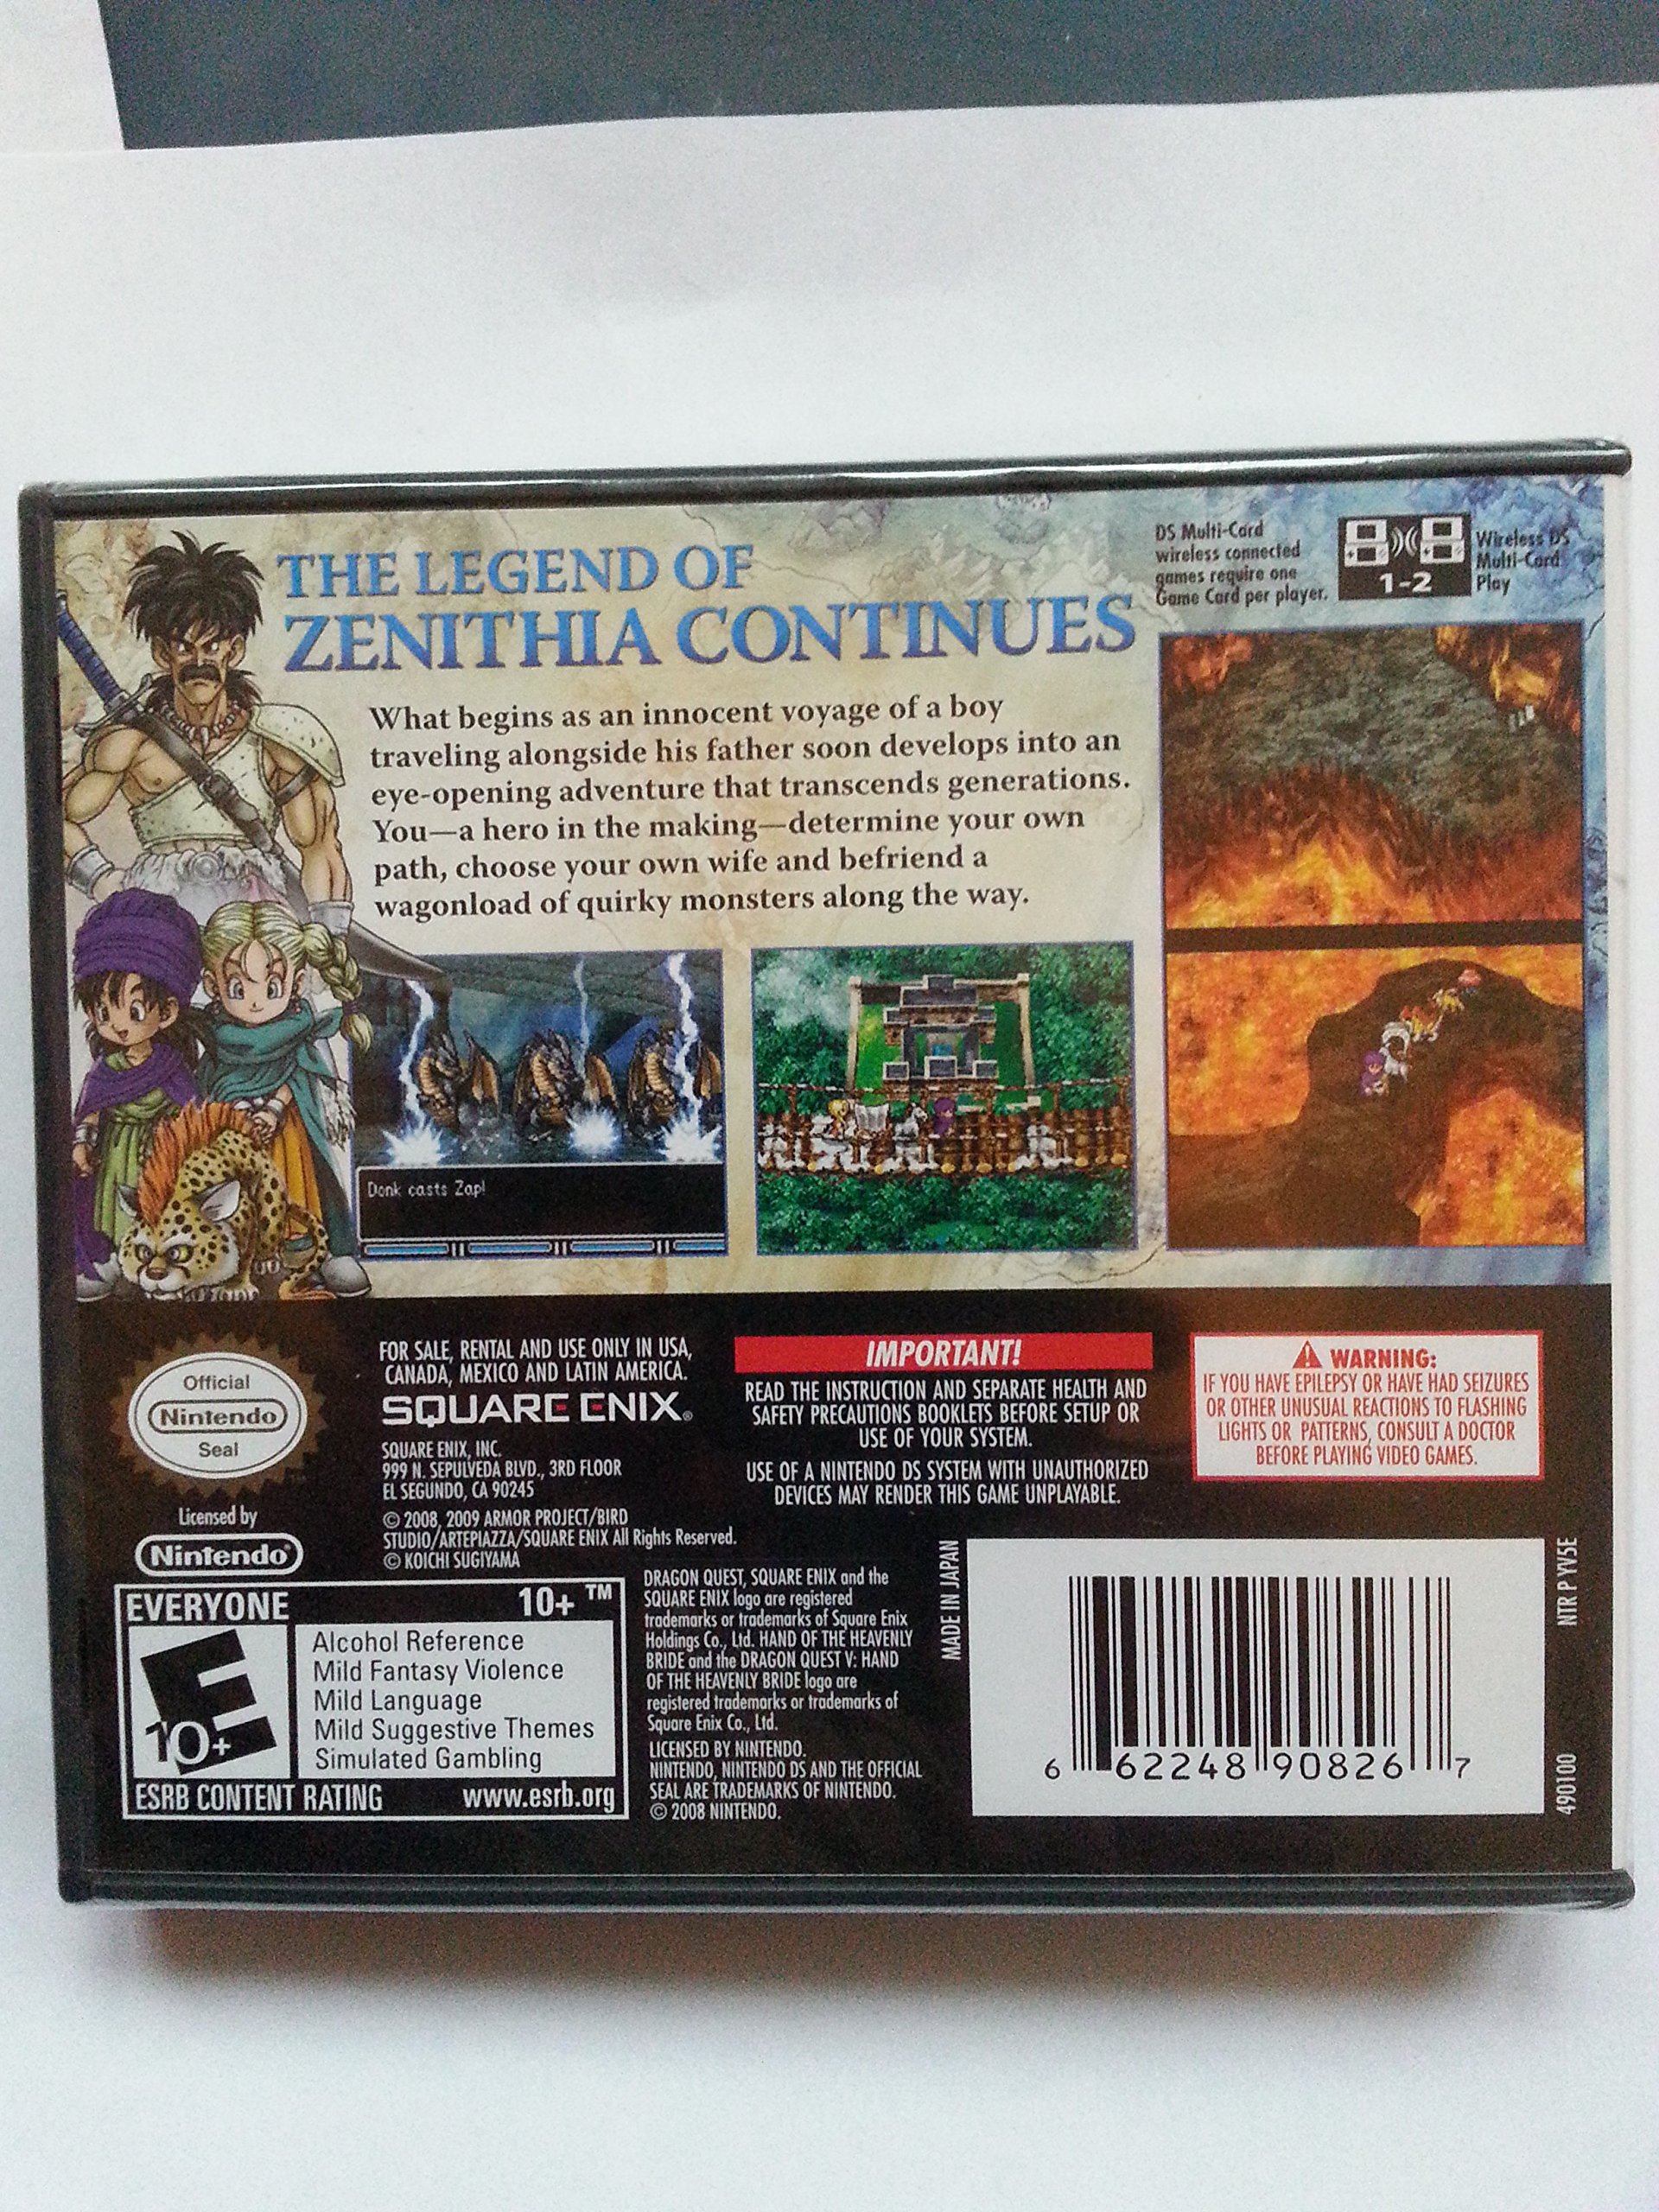 THE LEGEND OF
ZENITHIA CONTINUES
DS Multi-Card
wireless connected
games require one
Game Card per player.
1-2
Wireless DS
Multi-Card
Play
What begins as an innocent voyage of a boy
traveling alongside his father soon develops into an
eye-opening adventure that transcends generations.
You—a hero in the making—determine your own
path, choose your own wife and befriend a
wagonload of quirky monsters along the way.
Donk casts Zap!
Official
Nintendo
Seal
Licensed by
Nintendo
FOR SALE, RENTAL AND USE ONLY IN USA,
CANADA, MEXICO AND LATIN AMERICA.
SQUARE ENIX®
SQUARE ENIX, INC.
999 N. SEPULVEDA BLVD., 3RD FLOOR
EL SEGUNDO, CA 90245
© 2008, 2009 ARMOR PROJECT/BIRD
STUDIO/ARTEPIAZZA/SQUARE ENIX All Rights Reserved.
© KOICHI SUGIYAMA
IMPORTANT!
READ THE INSTRUCTION AND SEPARATE HEALTH AND
SAFETY PRECAUTIONS BOOKLETS BEFORE SETUP OR
USE OF YOUR SYSTEM.
USE OF A NINTENDO DS SYSTEM WITH UNAUTHORIZED
DEVICES MAY RENDER THIS GAME UNPLAYABLE.
WARNING:
IF YOU HAVE EPILEPSY OR HAVE HAD SEIZURES
OR OTHER UNUSUAL REACTIONS TO FLASHING
LIGHTS OR PATTERNS, CONSULT A DOCTOR
BEFORE PLAYING VIDEO GAMES.
EVERYONE 10+ ™
E
10+
Alcohol Reference
Mild Fantasy Violence
Mild Language
Mild Suggestive Themes
Simulated Gambling
ESRB CONTENT RATING www.esrb.org
DRAGON QUEST, SQUARE ENIX and the
SQUARE ENIX logo are registered
trademarks or trademarks of Square Enix
Holdings Co., Ltd. HAND OF THE HEAVENLY
BRIDE and the DRAGON QUEST V: HAND
OF THE HEAVENLY BRIDE logo are
registered trademarks or trademarks of
Square Enix Co., Ltd.
LICENSED BY NINTENDO.
NINTENDO, NINTENDO DS AND THE OFFICIAL
SEAL ARE TRADEMARKS OF NINTENDO.
© 2008 NINTENDO.
MADE IN JAPAN
6 62248 90826 7
NTR P YV5E
490100